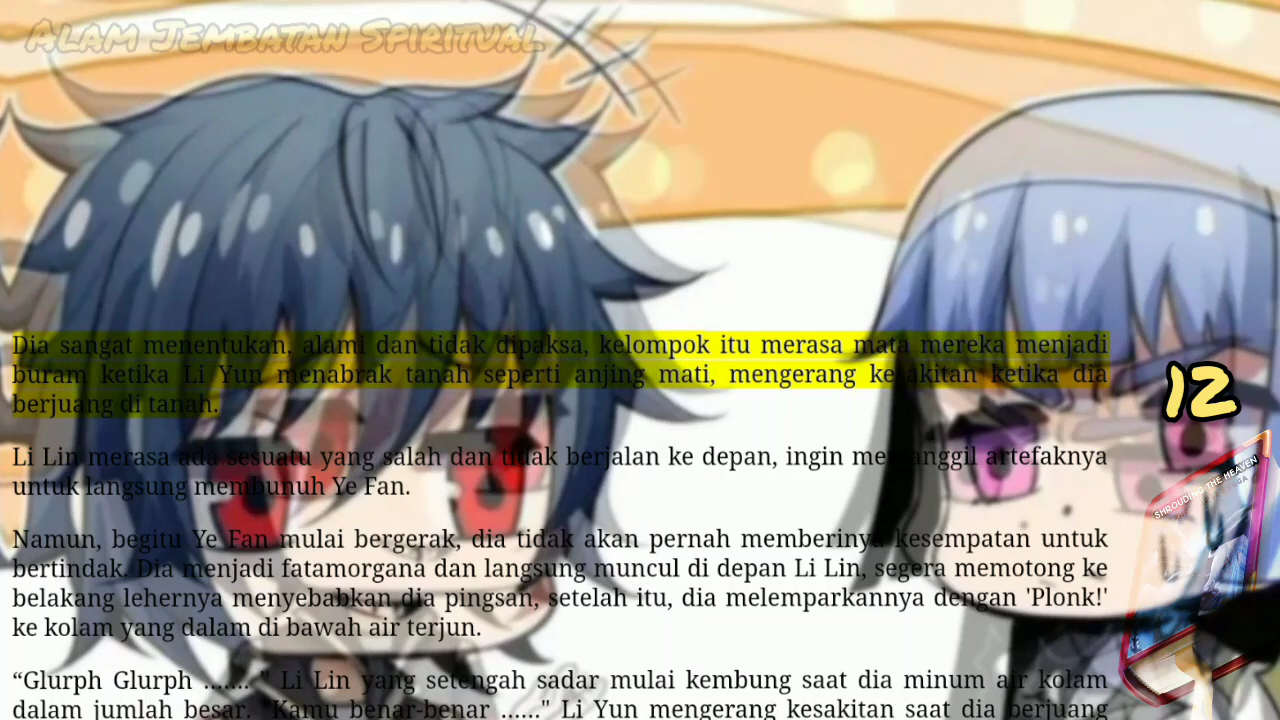 Alam Jembatan Spiritual
Dia sangat menentukan, alami dan tidak dipaksa, kelompok itu merasa mata mereka menjadi
buram ketika Li Yun menabrak tanah seperti anjing mati, mengerang kesakitan ketika dia
berjuang di tanah.
Li Lin merasa ada sesuatu yang salah dan tidak berjalan ke depan, ingin memanggil artefaknya
untuk langsung membunuh Ye Fan.
Namun, begitu Ye Fan mulai bergerak, dia tidak akan pernah memberinya kesempatan untuk
bertindak. Dia menjadi fatamorgana dan langsung muncul di depan Li Lin, segera memotong ke
belakang lehernya menyebabkan dia pingsan, setelah itu, dia melemparkannya dengan 'Plonk!'
ke kolam yang dalam di bawah air terjun.
“Glurph Glurph ……. " Li Lin yang setengah sadar mulai kembung saat dia minum air kolam
dalam jumlah besar. "Kamu benar-benar ......" Li Yun mengerang kesakitan saat dia berjuang
12
SHROUDING THE HEAVEN